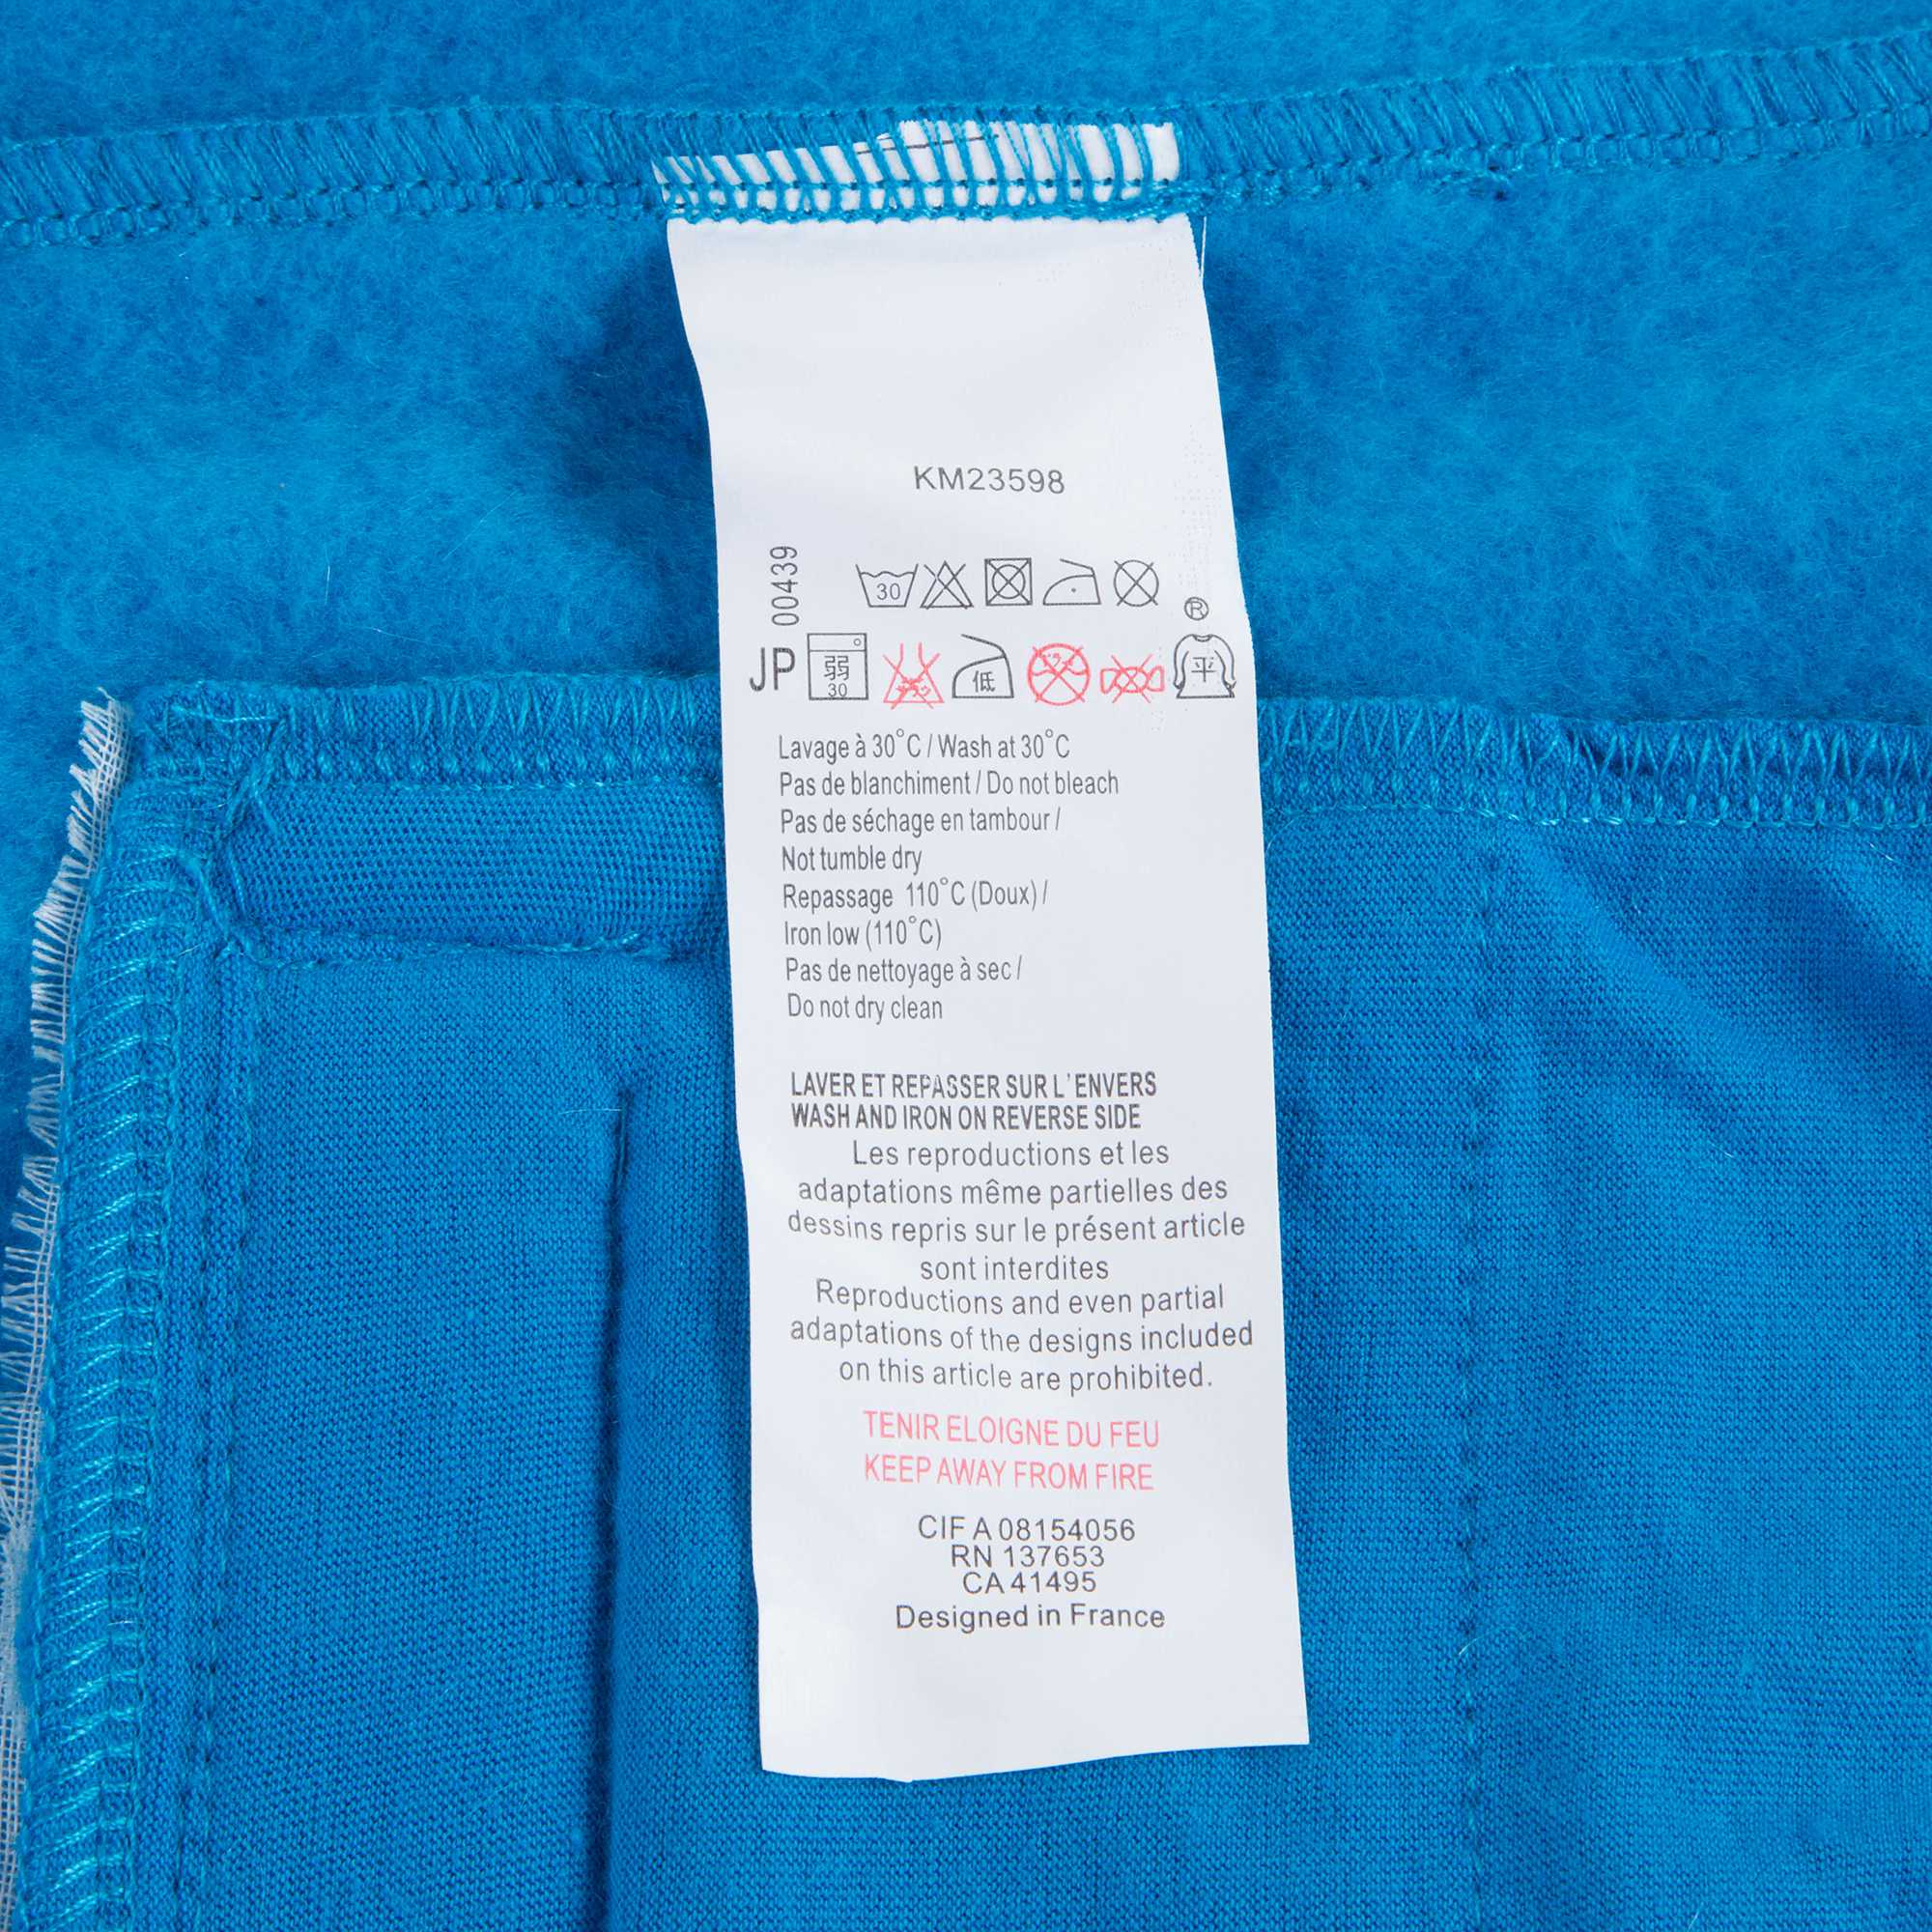 KM23598
00439
30
®
JP 弱 30 低 平
Lavage à 30°C / Wash at 30°C
Pas de blanchiment / Do not bleach
Pas de séchage en tambour /
Not tumble dry
Repassage 110°C (Doux) /
Iron low (110°C)
Pas de nettoyage à sec /
Do not dry clean
LAVER ET REPASSER SUR L'ENVERS
WASH AND IRON ON REVERSE SIDE
Les reproductions et les
adaptations même partielles des
dessins repris sur le présent article
sont interdites
Reproductions and even partial
adaptations of the designs included
on this article are prohibited.
TENIR ELOIGNE DU FEU
KEEP AWAY FROM FIRE
CIF A 08154056
RN 137653
CA 41495
Designed in France